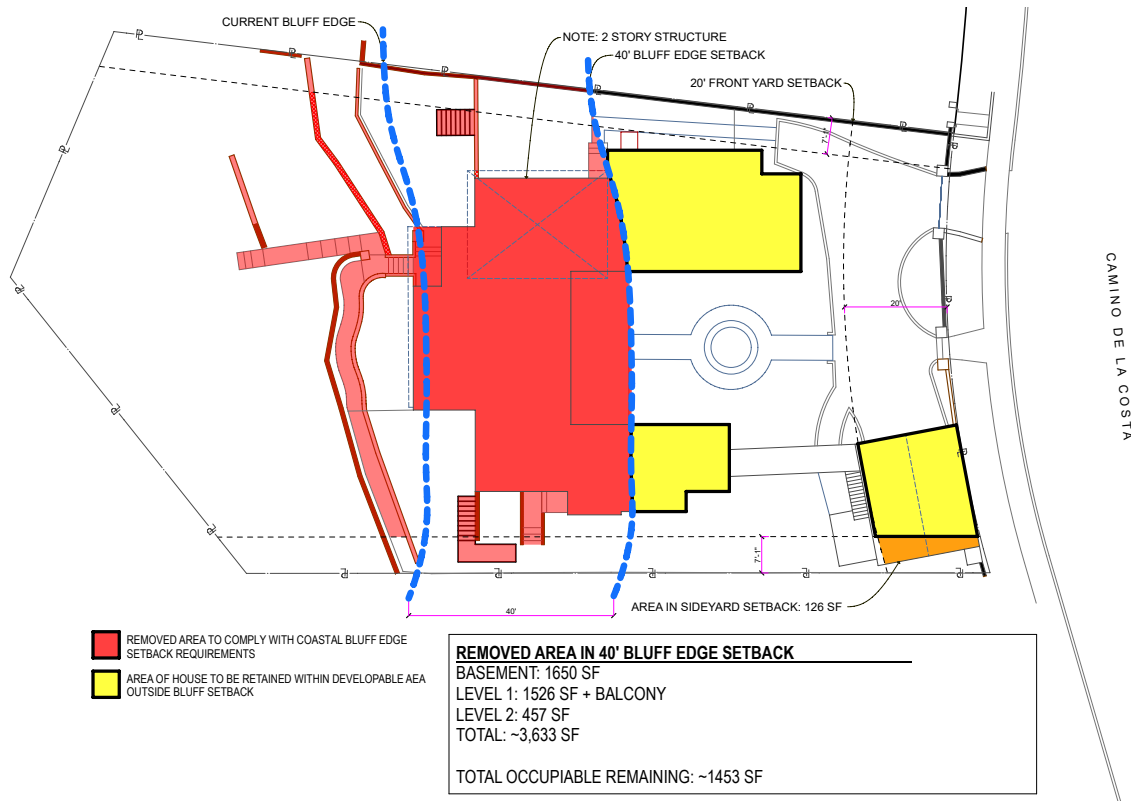 CURRENT BLUFF EDGE
NOTE: 2 STORY STRUCTURE
40' BLUFF EDGE SETBACK
20' FRONT YARD SETBACK
7'-1"
20'
CAMINO DE LA COSTA
7'-1"
40'
AREA IN SIDEYARD SETBACK: 126 SF
REMOVED AREA TO COMPLY WITH COASTAL BLUFF EDGE
SETBACK REQUIREMENTS
AREA OF HOUSE TO BE RETAINED WITHIN DEVELOPABLE AEA
OUTSIDE BLUFF SETBACK
REMOVED AREA IN 40' BLUFF EDGE SETBACK
BASEMENT: 1650 SF
LEVEL 1: 1526 SF + BALCONY
LEVEL 2: 457 SF
TOTAL: ~3,633 SF
TOTAL OCCUPIABLE REMAINING: ~1453 SF